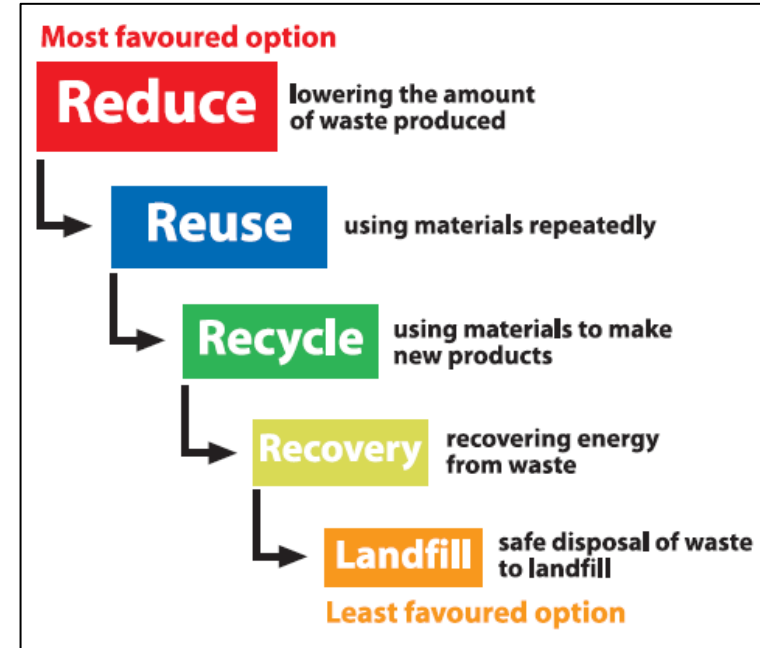 Most favoured option
Reduce
lowering the amount
of waste produced
Reuse
using materials repeatedly
Recycle
using materials to make
new products
Recovery
recovering energy
from waste
Landfill
safe disposal of waste
to landfill
Least favoured option